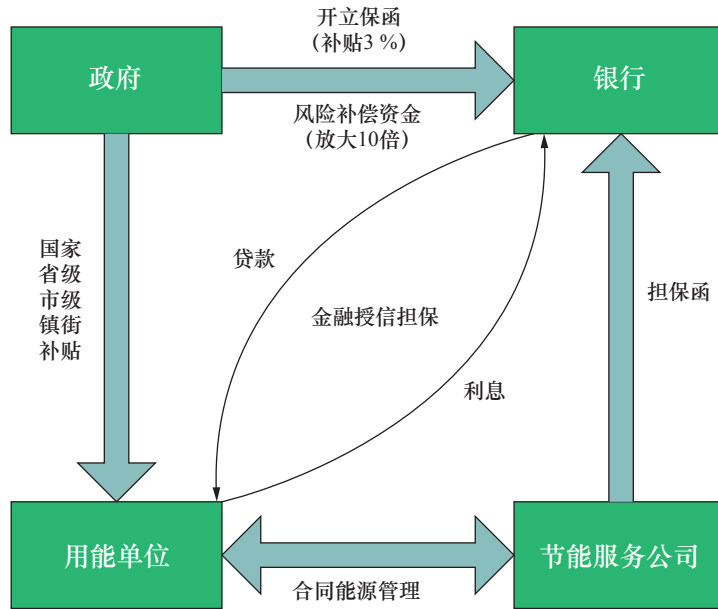 开立保函
（补贴3 %）
政府
银行
风险补偿资金
（放大10倍）
国家
省级
市级
镇街
补贴
贷款
担保函
金融授信担保
利息
用能单位
节能服务公司
合同能源管理